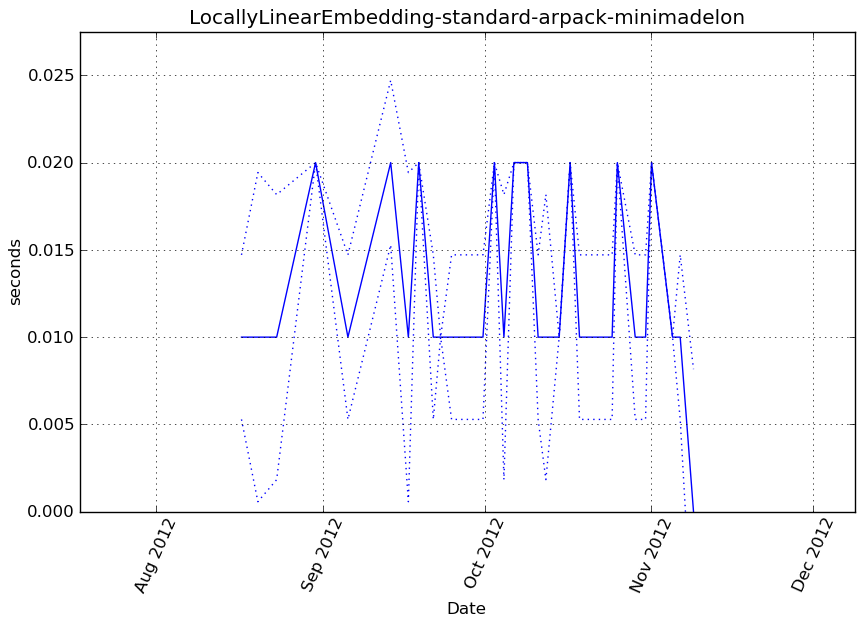 LocallyLinearEmbedding-standard-arpack-minimadelon
0.025
0.020
0.015
0.010
0.005
0.000
seconds
Aug 2012
Sep 2012
Oct 2012
Nov 2012
Dec 2012
Date